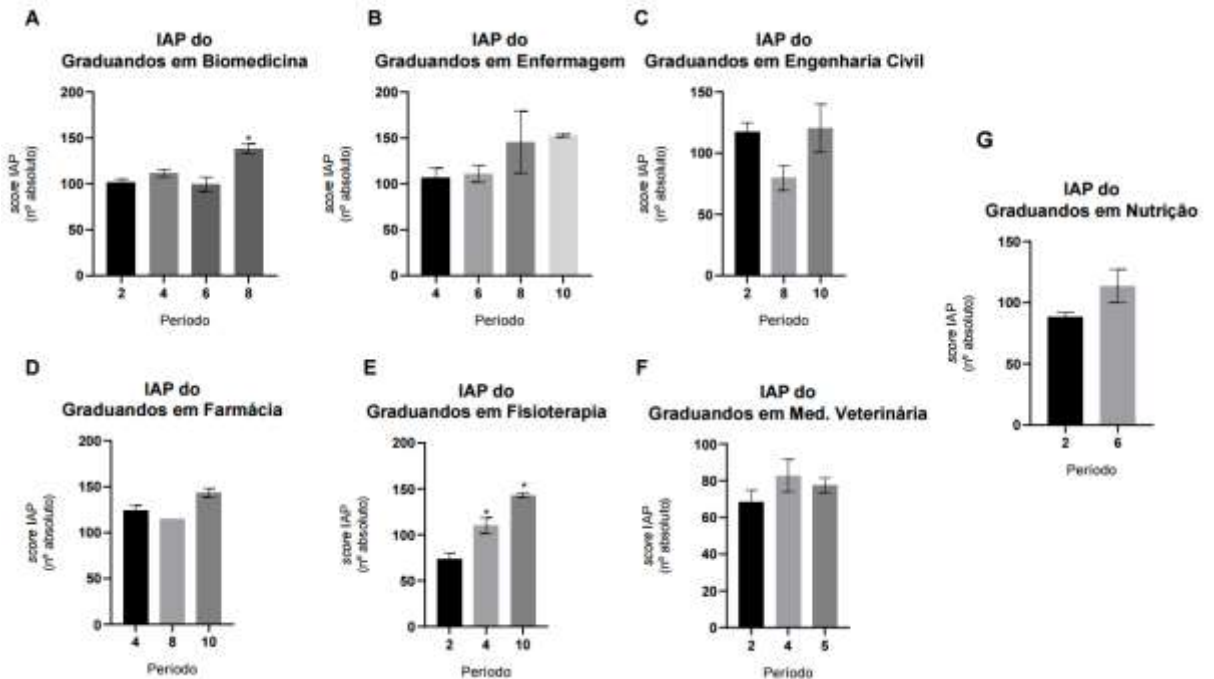 A
IAP do
Graduandos em Biomedicina
score IAP
(nº absoluto)
200
150
100
50
0
*
2 4 6 8
Período
B
IAP do
Graduandos em Enfermagem
score IAP
(nº absoluto)
200
150
100
50
0
4 6 8 10
Período
C
IAP do
Graduandos em Engenharia Civil
score IAP
(nº absoluto)
150
100
50
0
2 8 10
Período
G
IAP do
Graduandos em Nutrição
score IAP
(nº absoluto)
150
100
50
0
2 6
Período
D
IAP do
Graduandos em Farmácia
score IAP
(nº absoluto)
200
150
100
50
0
4 8 10
Período
E
IAP do
Graduandos em Fisioterapia
score IAP
(nº absoluto)
200
150
100
50
0
* *
2 4 10
Período
F
IAP do
Graduandos em Med. Veterinária
score IAP
(nº absoluto)
100
80
60
40
20
0
2 4 5
Período